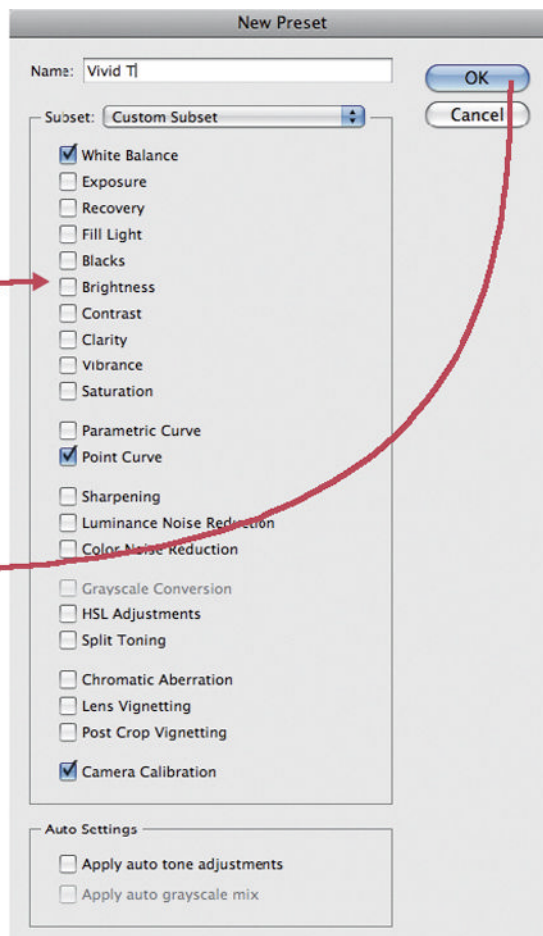 New Preset
Name: Vivid T
OK
Subset: Custom Subset
Cancel
White Balance
Exposure
Recovery
Fill Light
Blacks
Brightness
Contrast
Clarity
Vibrance
Saturation
Parametric Curve
Point Curve
Sharpening
Luminance Noise Reduction
Color Noise Reduction
Grayscale Conversion
HSL Adjustments
Split Toning
Chromatic Aberration
Lens Vignetting
Post Crop Vignetting
Camera Calibration
Auto Settings
Apply auto tone adjustments
Apply auto grayscale mix